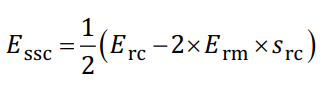 E_ssc = 1/2 (E_rc − 2 × E_rm × s_rc)